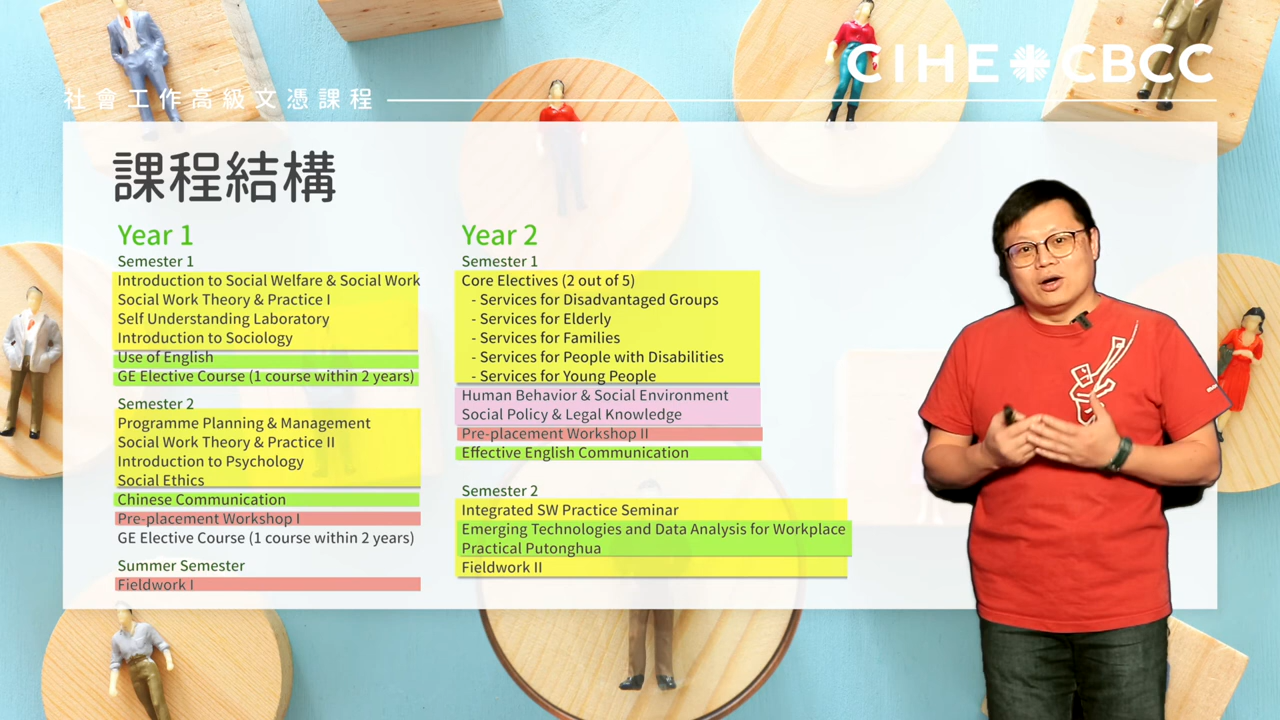 CIHE CBCC
社會工作高級文憑課程
課程結構
Year 1
Semester 1
Introduction to Social Welfare & Social Work
Social Work Theory & Practice I
Self Understanding Laboratory
Introduction to Sociology
Use of English
GE Elective Course (1 course within 2 years)
Semester 2
Programme Planning & Management
Social Work Theory & Practice II
Introduction to Psychology
Social Ethics
Chinese Communication
Pre-placement Workshop I
GE Elective Course (1 course within 2 years)
Summer Semester
Fieldwork I
Year 2
Semester 1
Core Electives (2 out of 5)
- Services for Disadvantaged Groups
- Services for Elderly
- Services for Families
- Services for People with Disabilities
- Services for Young People
Human Behavior & Social Environment
Social Policy & Legal Knowledge
Pre-placement Workshop II
Effective English Communication
Semester 2
Integrated SW Practice Seminar
Emerging Technologies and Data Analysis for Workplace
Practical Putonghua
Fieldwork II